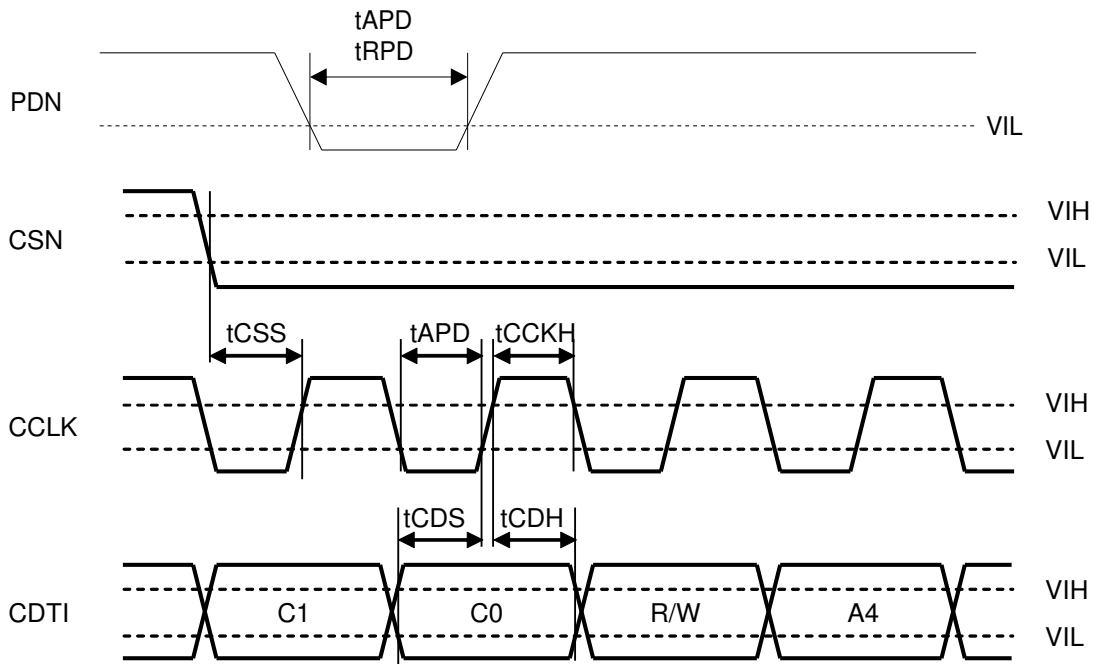 tAPD
tRPD
PDN
VIL
VIH
CSN
VIL
tCSS tAPD tCCKH
VIH
CCLK
VIL
tCDS tCDH
VIH
CDTI C1 C0 R/W A4
VIL